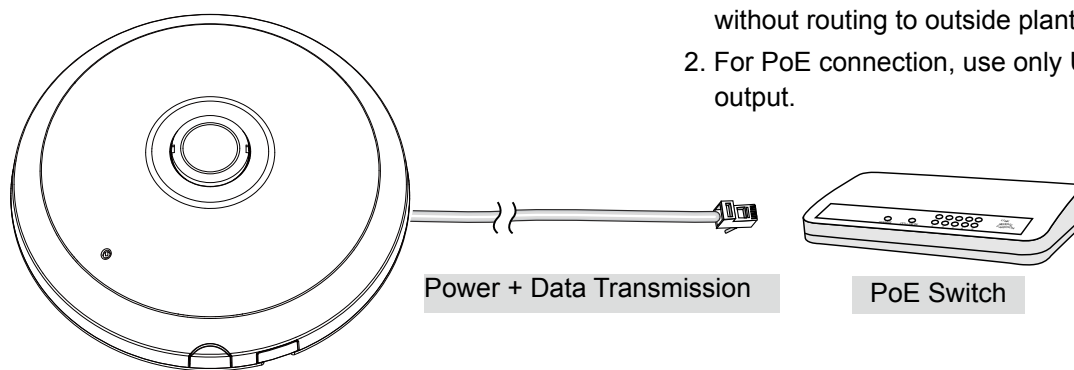 without routing to outside plant
2. For PoE connection, use only U
output.
Power + Data Transmission
PoE Switch